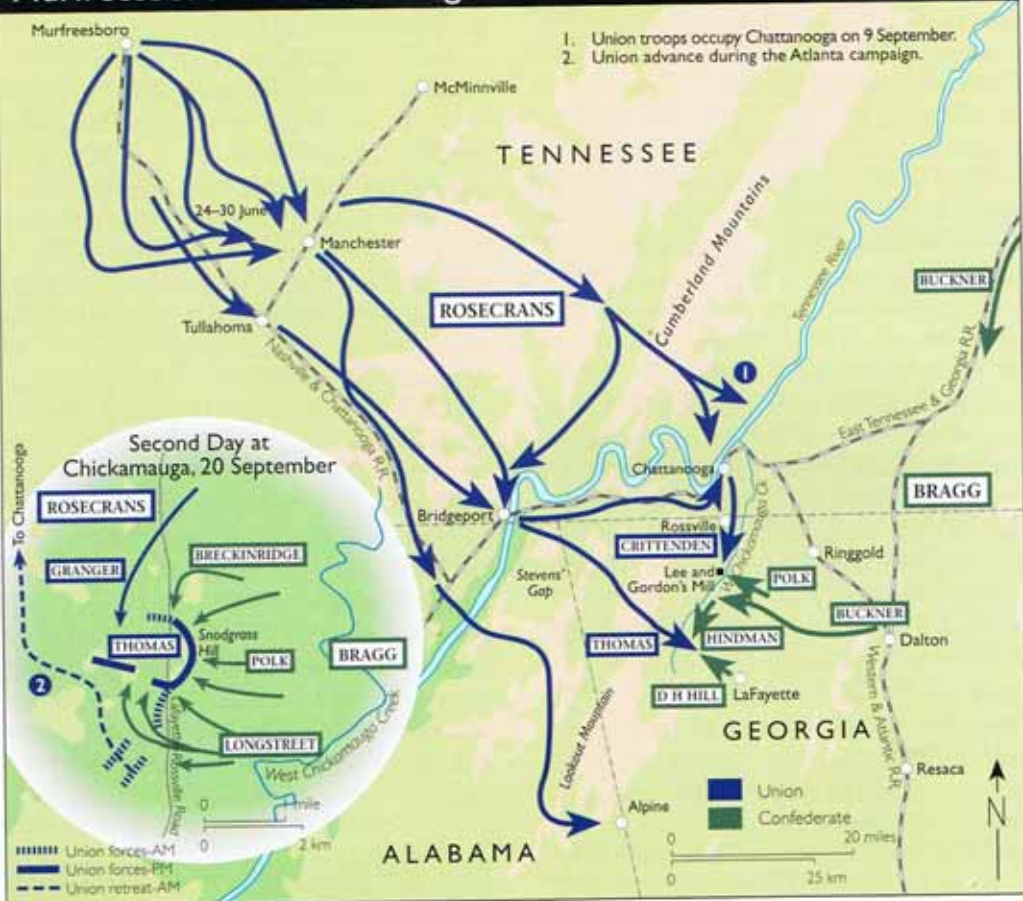 Murfreesboro
1. Union troops occupy Chattanooga on 9 September.
2. Union advance during the Atlanta campaign.
McMinnville
TENNESSEE
24–30 June
Manchester
Cumberland Mountains
Tennessee River
BUCKNER
ROSECRANS
Tullahoma
Nashville & Chattanooga R.R.
1
East Tennessee & Georgia R.R.
Chattanooga
BRAGG
Bridgeport
Rossville
CRITTENDEN
Ringgold
Stevens'
Gap
Lee and
Gordon's Mill
POLK
BUCKNER
THOMAS
HINDMAN
Dalton
D H HILL
LaFayette
Western & Atlantic R.R.
GEORGIA
Lookout Mountain
Resaca
Alpine
Union
Confederate
N
0 20 miles
0 25 km
ALABAMA
Second Day at
Chickamauga, 20 September
To Chattanooga
ROSECRANS
GRANGER
BRECKINRIDGE
THOMAS
Snodgrass
Hill
POLK
BRAGG
2
LONGSTREET
West Chickamauga Creek
0 1 mile
0 2 km
Union forces-AM
Union forces-PM
Union retreat-AM